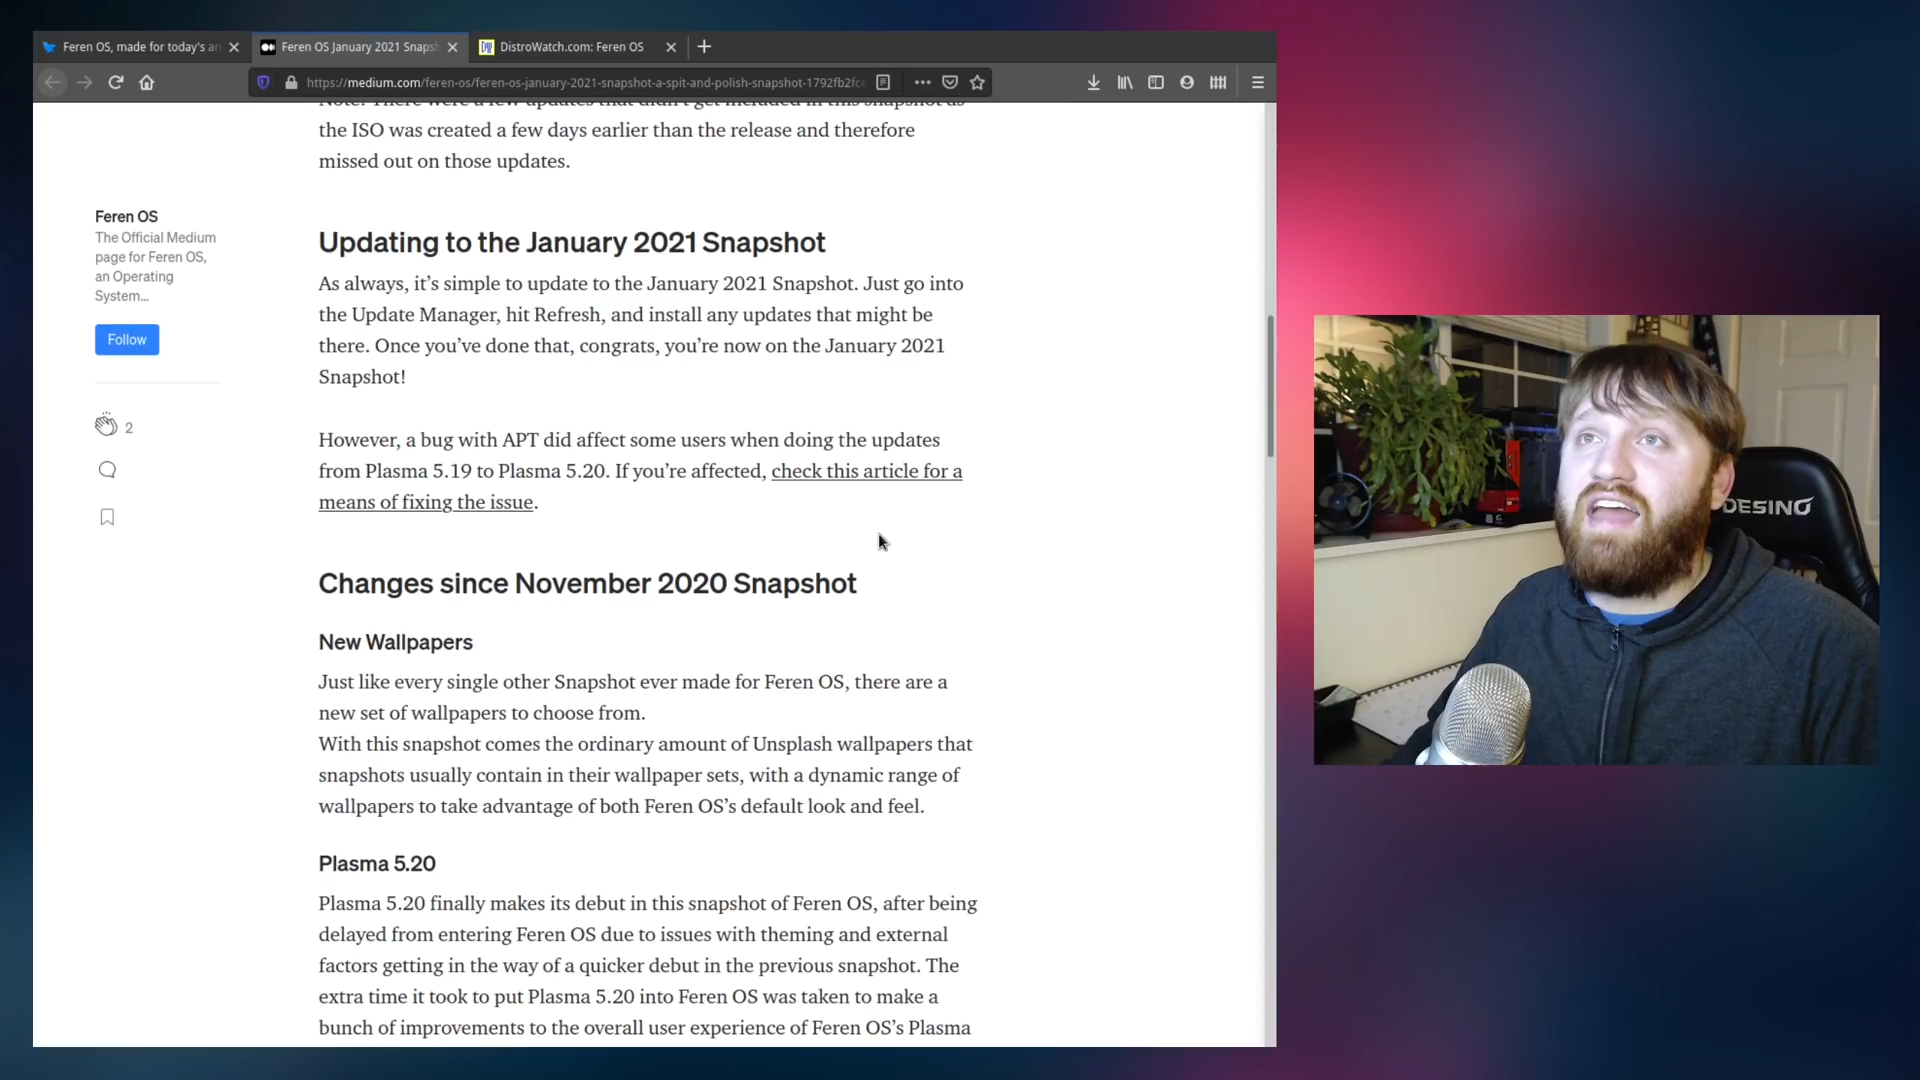 Feren OS, made for today's an
Feren OS January 2021 Snapsh
DistroWatch.com: Feren OS
https://medium.com/feren-os/feren-os-january-2021-snapshot-a-spit-and-polish-snapshot-1792fb2fce
Note: There were a few updates that didn't get included in this snapshot as
the ISO was created a few days earlier than the release and therefore
missed out on those updates.
Feren OS
The Official Medium
page for Feren OS,
an Operating
System…
Follow
2
Updating to the January 2021 Snapshot
As always, it's simple to update to the January 2021 Snapshot. Just go into
the Update Manager, hit Refresh, and install any updates that might be
there. Once you've done that, congrats, you're now on the January 2021
Snapshot!
However, a bug with APT did affect some users when doing the updates
from Plasma 5.19 to Plasma 5.20. If you're affected, check this article for a
means of fixing the issue.
Changes since November 2020 Snapshot
New Wallpapers
Just like every single other Snapshot ever made for Feren OS, there are a
new set of wallpapers to choose from.
With this snapshot comes the ordinary amount of Unsplash wallpapers that
snapshots usually contain in their wallpaper sets, with a dynamic range of
wallpapers to take advantage of both Feren OS's default look and feel.
Plasma 5.20
Plasma 5.20 finally makes its debut in this snapshot of Feren OS, after being
delayed from entering Feren OS due to issues with theming and external
factors getting in the way of a quicker debut in the previous snapshot. The
extra time it took to put Plasma 5.20 into Feren OS was taken to make a
bunch of improvements to the overall user experience of Feren OS's Plasma
DESINO